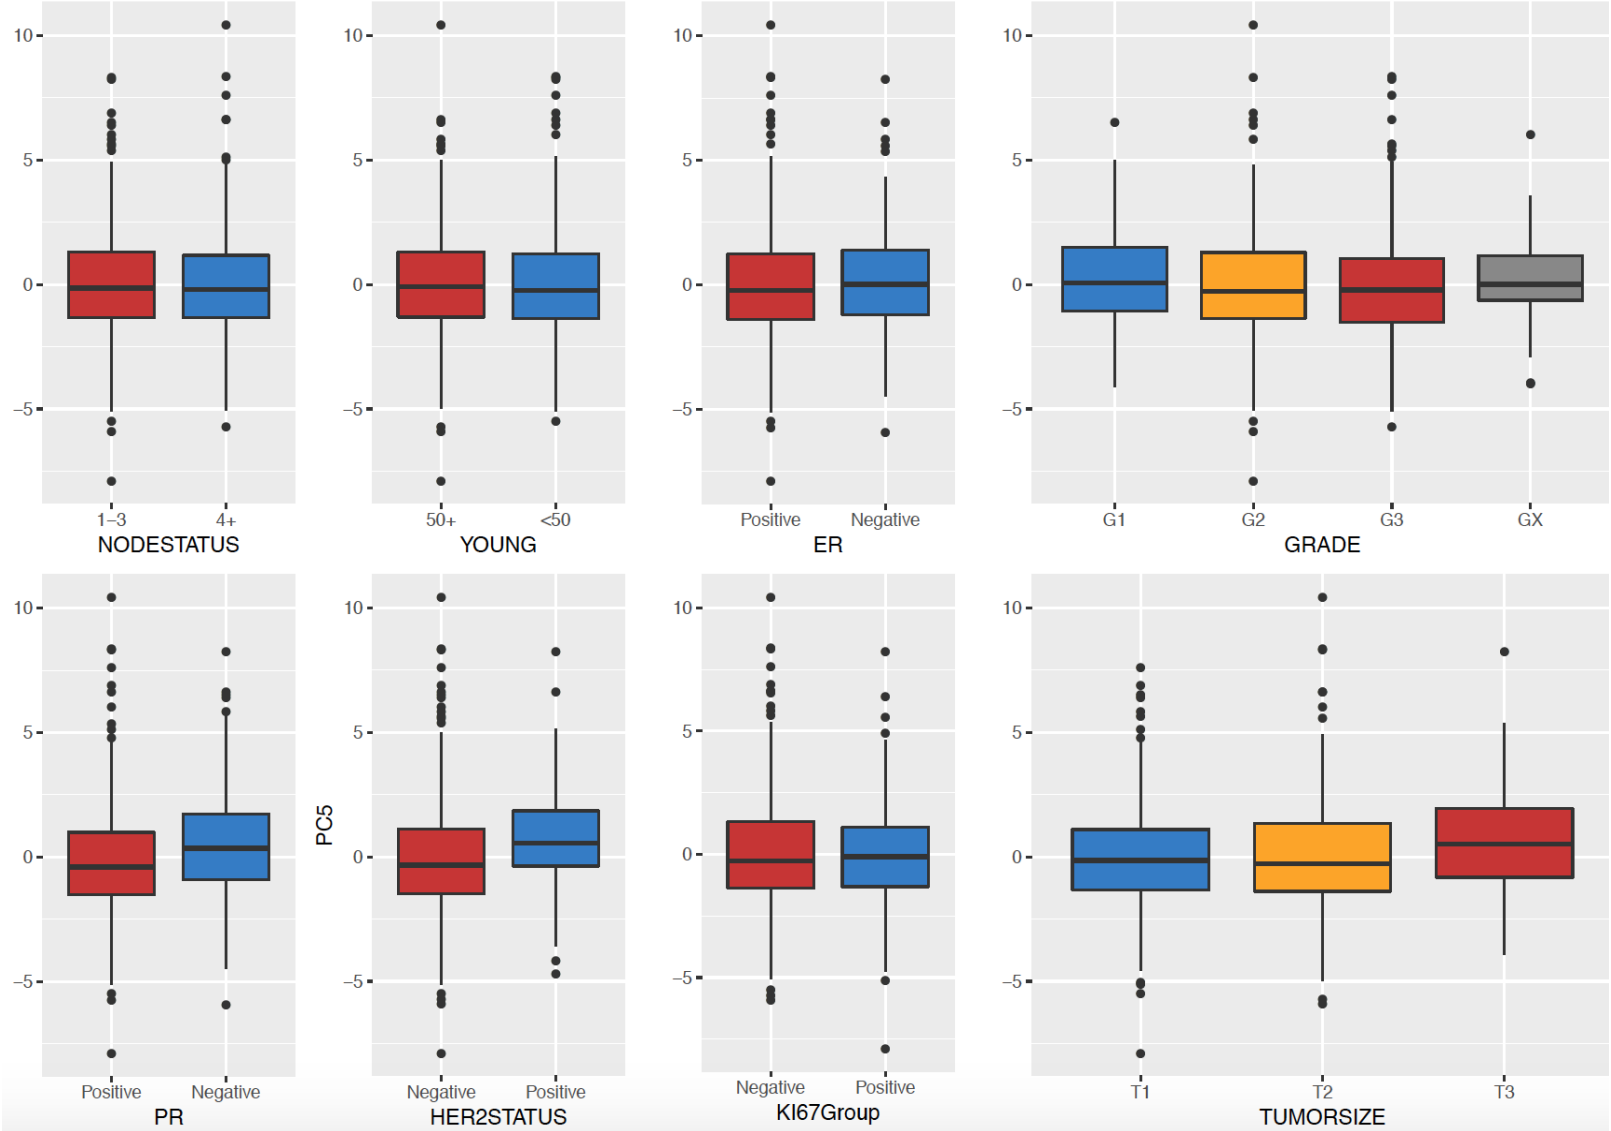 10
5
0
−5
1−3 4+
NODESTATUS
10
5
0
−5
50+ <50
YOUNG
10
5
0
−5
Positive Negative
ER
10
5
0
−5
G1 G2 G3 GX
GRADE
10
5
0
−5
Positive Negative
PR
PC5
10
5
0
−5
Negative Positive
HER2STATUS
10
5
0
−5
Negative Positive
KI67Group
10
5
0
−5
T1 T2 T3
TUMORSIZE